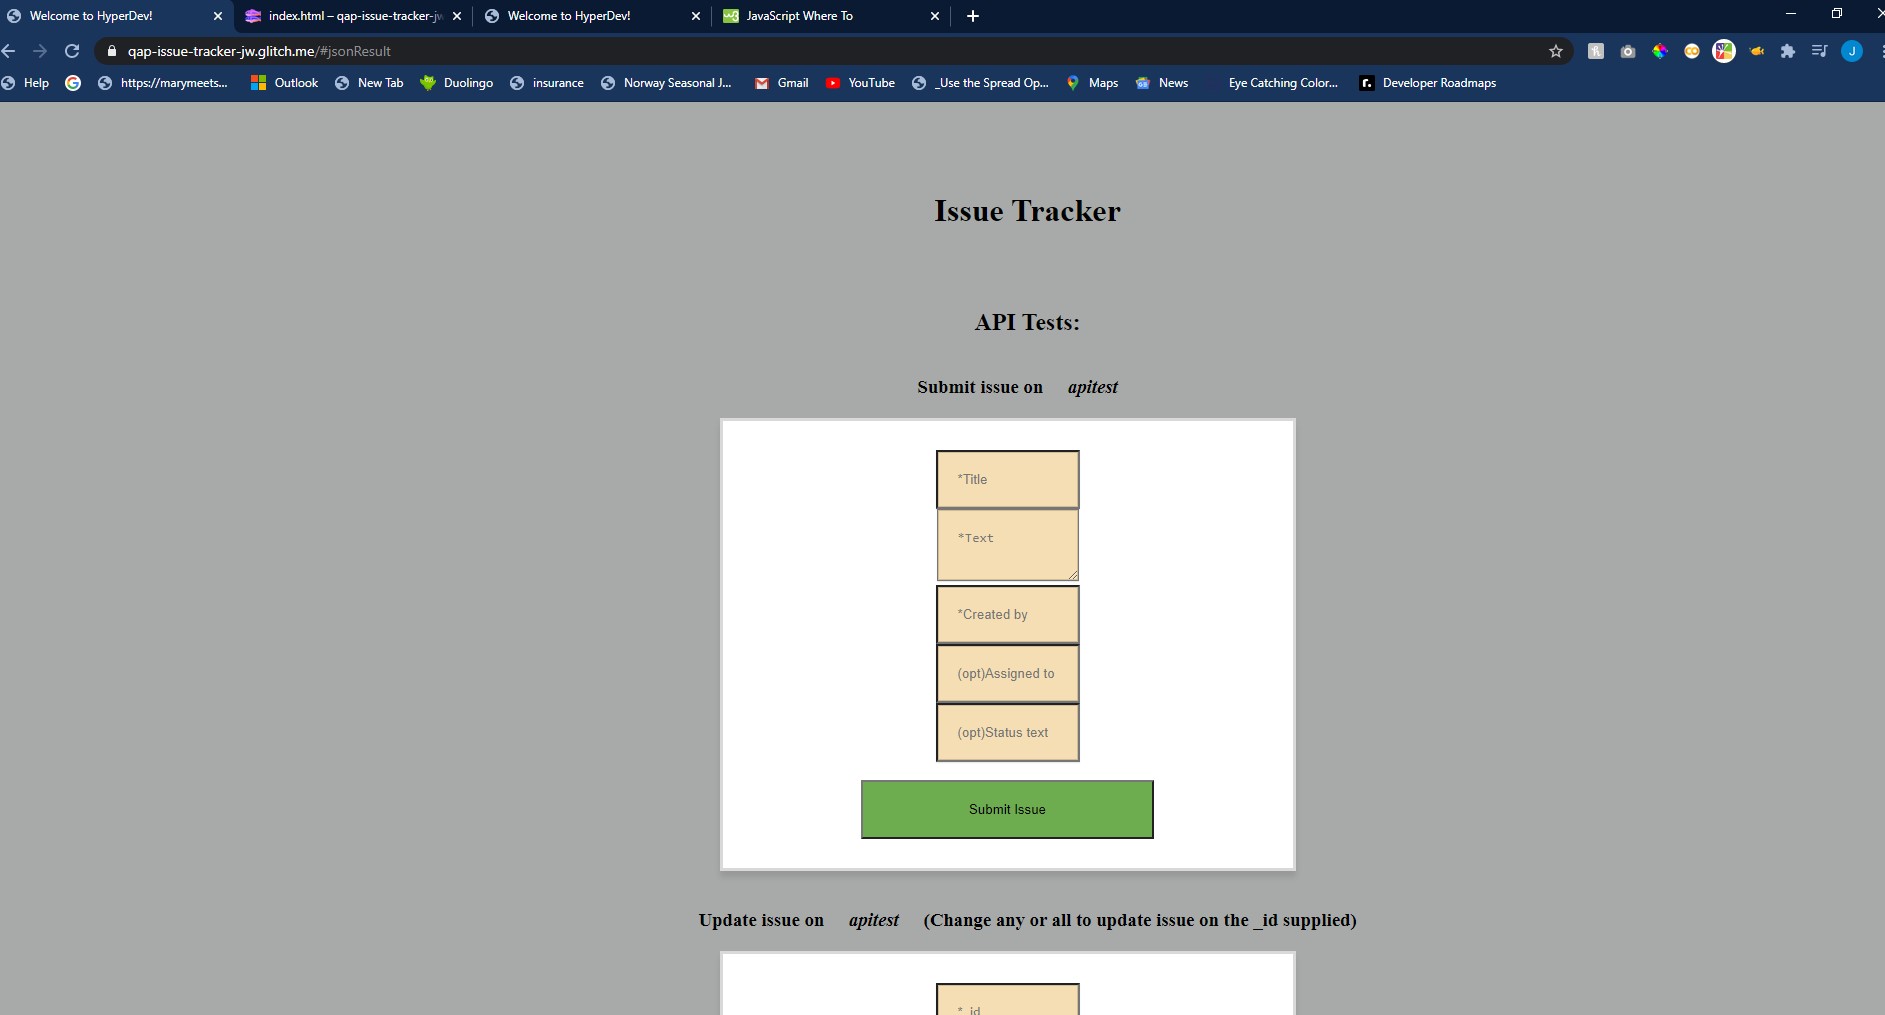 Welcome to HyperDev!
index.html – qap-issue-tracker-jw
Welcome to HyperDev!
JavaScript Where To
qap-issue-tracker-jw.glitch.me/#jsonResult
J
Help
https://marymeets...
Outlook
New Tab
Duolingo
insurance
Norway Seasonal J...
Gmail
YouTube
_Use the Spread Op...
Maps
News
Eye Catching Color...
Developer Roadmaps
Issue Tracker
API Tests:
Submit issue on apitest
*Title
*Text
*Created by
(opt)Assigned to
(opt)Status text
Submit Issue
Update issue on apitest (Change any or all to update issue on the _id supplied)
*_id